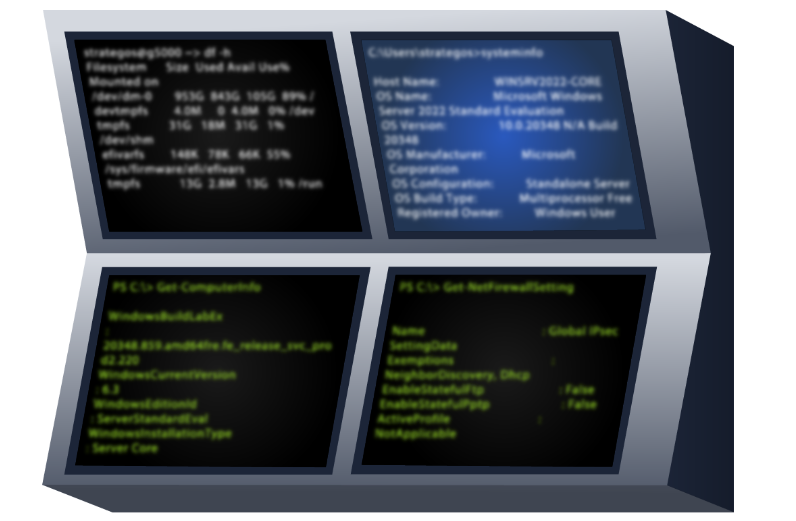 strategos@g5000 ~> df -h
Filesystem Size Used Avail Use%
Mounted on
/dev/dm-0 953G 843G 105G 89% /
devtmpfs 4.0M 0 4.0M 0% /dev
tmpfs 31G 18M 31G 1%
/dev/shm
efivarfs 148K 78K 66K 55%
/sys/firmware/efi/efivars
tmpfs 13G 2.8M 13G 1% /run
C:\Users\strategos>systeminfo
Host Name: WINSRV2022-CORE
OS Name: Microsoft Windows
Server 2022 Standard Evaluation
OS Version: 10.0.20348 N/A Build
20348
OS Manufacturer: Microsoft
Corporation
OS Configuration: Standalone Server
OS Build Type: Multiprocessor Free
Registered Owner: Windows User
PS C:\> Get-ComputerInfo
WindowsBuildLabEx
:
20348.859.amd64fre.fe_release_svc_pro
d2.220
WindowsCurrentVersion
: 6.3
WindowsEditionId
: ServerStandardEval
WindowsInstallationType
: Server Core
PS C:\> Get-NetFirewallSetting
Name : Global IPsec
SettingData
Exemptions :
NeighborDiscovery, Dhcp
EnableStatefulFtp : False
EnableStatefulPptp : False
ActiveProfile :
NotApplicable